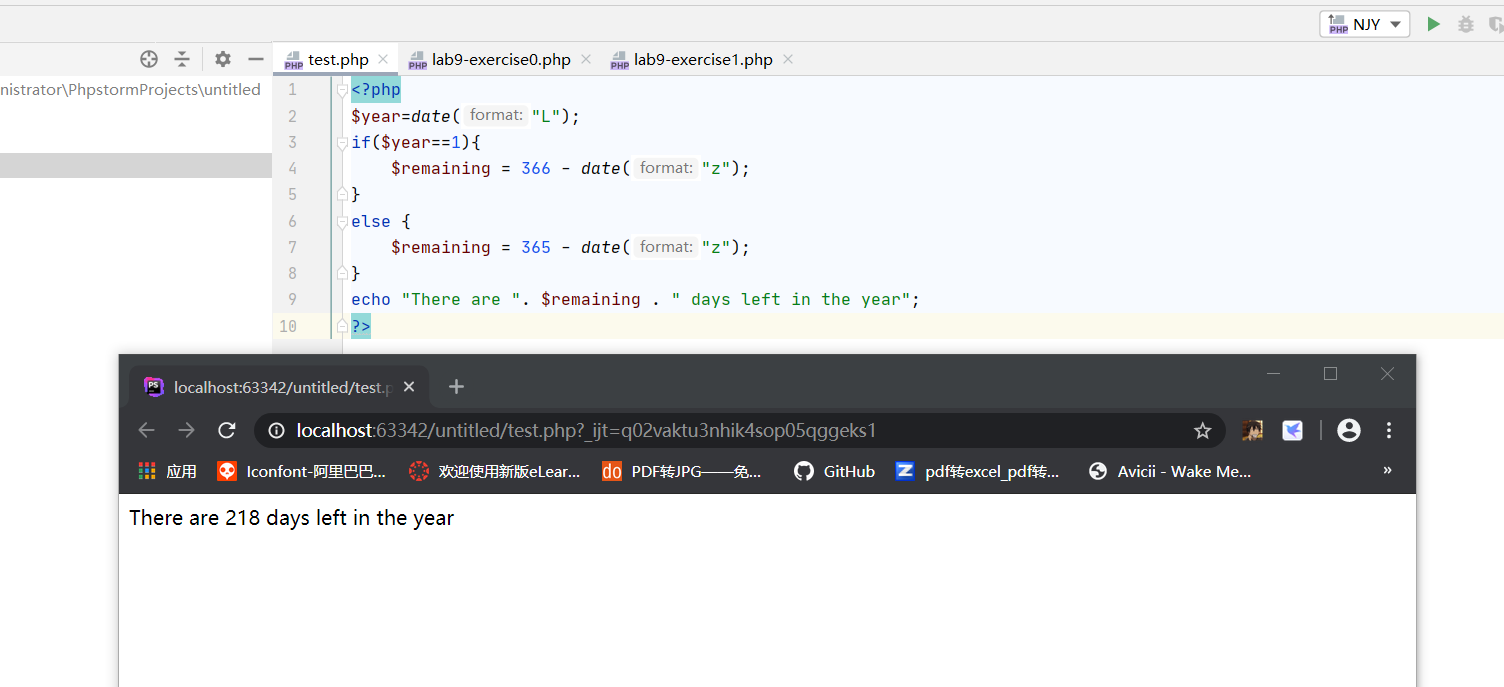 NJY
test.php
lab9-exercise0.php
lab9-exercise1.php
nistrator\PhpstormProjects\untitled
1 <?php
2 $year=date( format: "L");
3 if($year==1){
4 $remaining = 366 - date( format: "z");
5 }
6 else {
7 $remaining = 365 - date( format: "z");
8 }
9 echo "There are ". $remaining . " days left in the year";
10 ?>
localhost:63342/untitled/test.p
localhost:63342/untitled/test.php?_ijt=q02vaktu3nhik4sop05qggeks1
应用 Iconfont-阿里巴巴... 欢迎使用新版eLear... do PDF转JPG——免... GitHub pdf转excel_pdf转... Avicii - Wake Me... »
There are 218 days left in the year